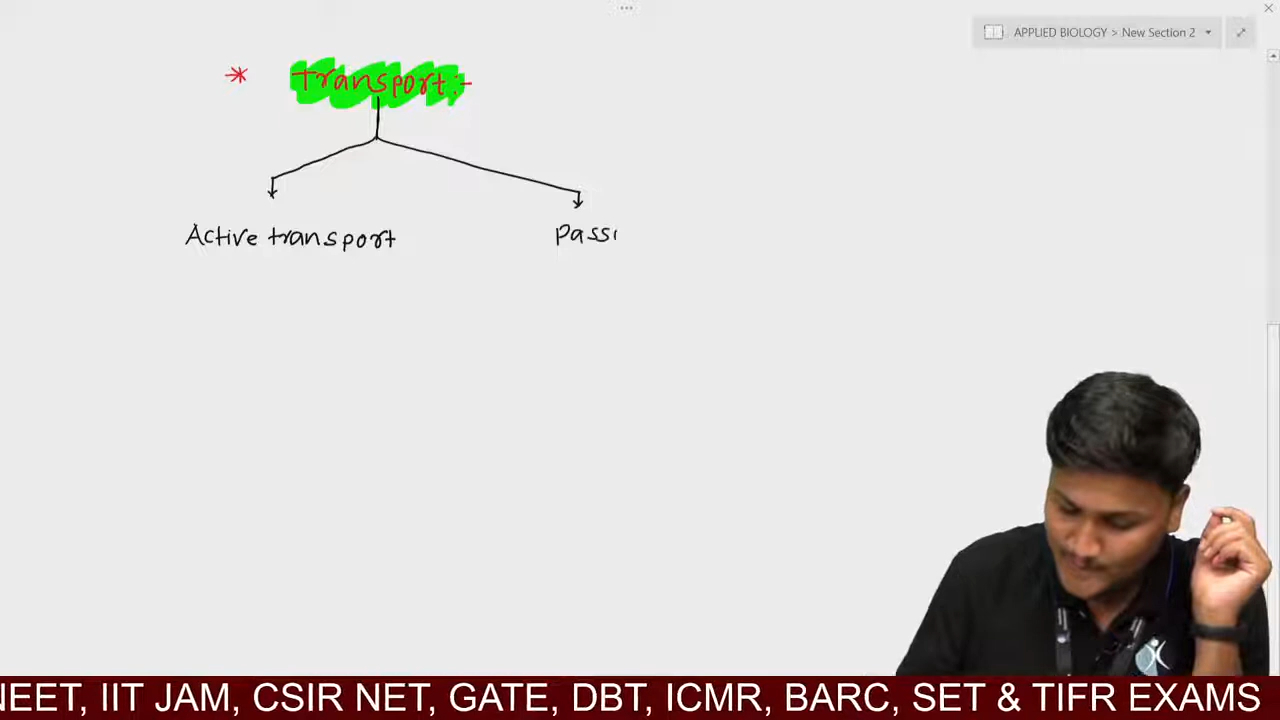 APPLIED BIOLOGY > New Section 2
* Transport :-
Active transport
passi
NEET, IIT JAM, CSIR NET, GATE, DBT, ICMR, BARC, SET & TIFR EXAMS